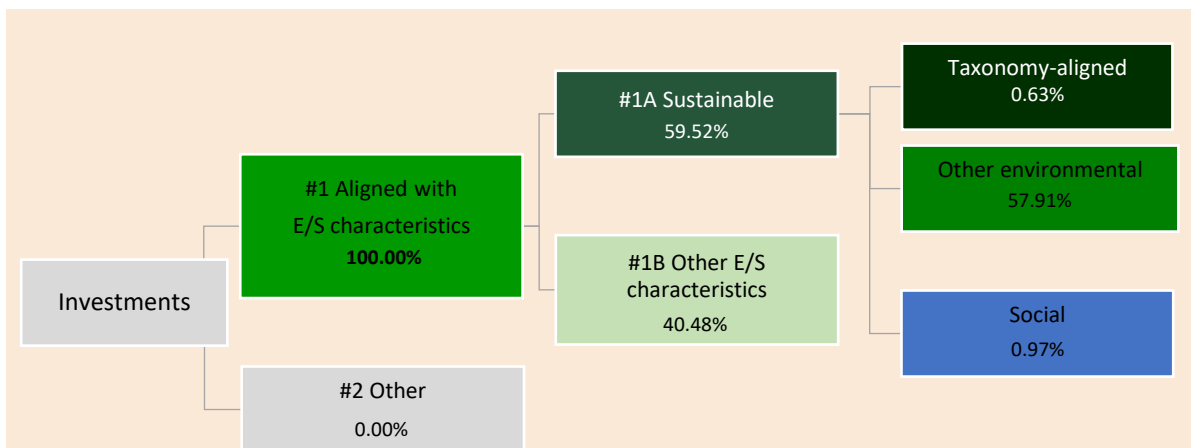 Investments
#1 Aligned with
E/S characteristics
100.00%
#2 Other
0.00%
#1A Sustainable
59.52%
#1B Other E/S
characteristics
40.48%
Taxonomy-aligned
0.63%
Other environmental
57.91%
Social
0.97%